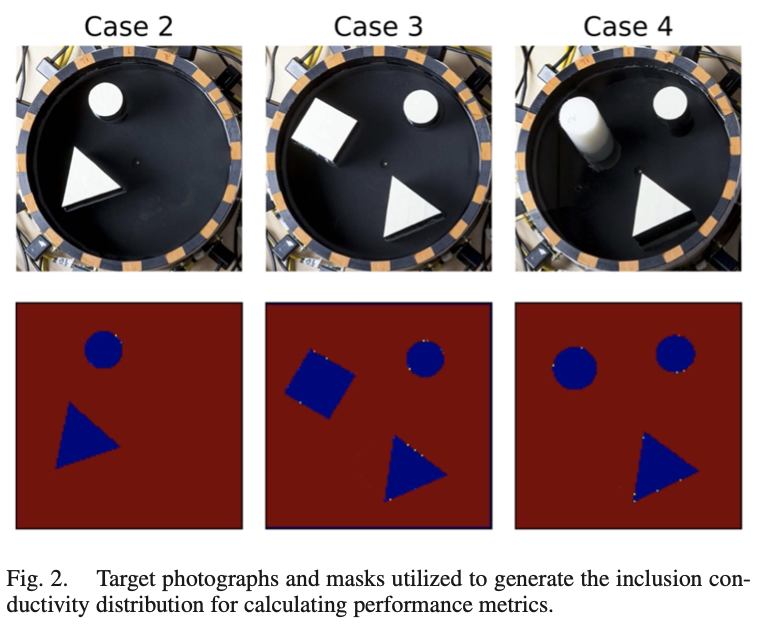 Case 2
Case 3
Case 4
Fig. 2. Target photographs and masks utilized to generate the inclusion con-
ductivity distribution for calculating performance metrics.